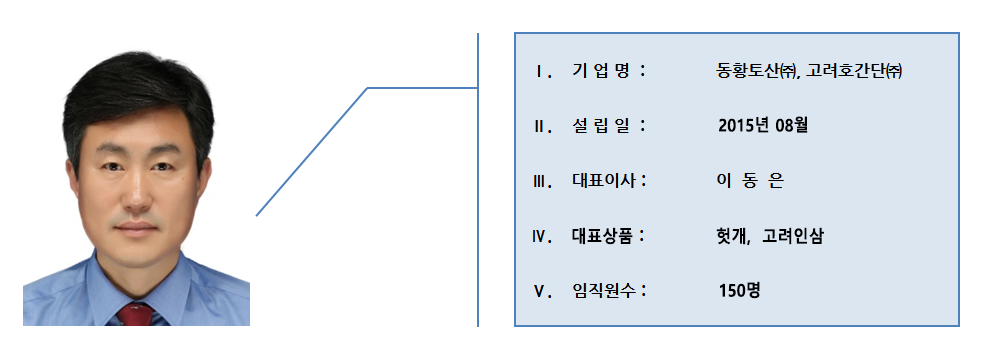 Ⅰ. 기 업 명 : 동황토산㈜, 고려호간단㈜
Ⅱ. 설 립 일 : 2015년 08월
Ⅲ. 대표이사 : 이 동 은
Ⅳ. 대표상품 : 헛개, 고려인삼
Ⅴ. 임직원수 : 150명